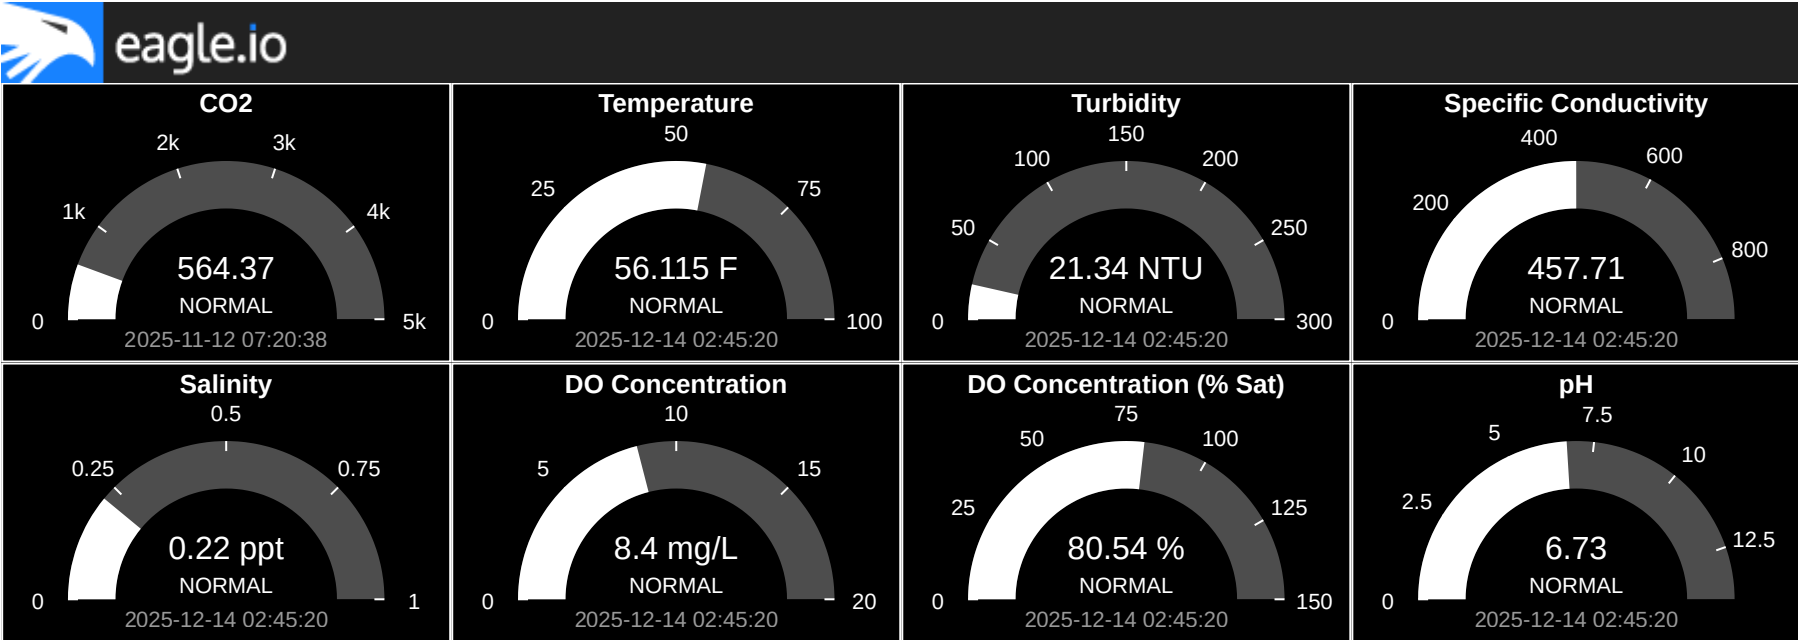 eagle.io
CO2
0
1k
2k
3k
4k
5k
564.37
NORMAL
2025-11-12 07:20:38
Temperature
0
25
50
75
100
56.115 F
NORMAL
2025-12-14 02:45:20
Turbidity
0
50
100
150
200
250
300
21.34 NTU
NORMAL
2025-12-14 02:45:20
Specific Conductivity
0
200
400
600
800
457.71
NORMAL
2025-12-14 02:45:20
Salinity
0
0.25
0.5
0.75
1
0.22 ppt
NORMAL
2025-12-14 02:45:20
DO Concentration
0
5
10
15
20
8.4 mg/L
NORMAL
2025-12-14 02:45:20
DO Concentration (% Sat)
0
25
50
75
100
125
150
80.54 %
NORMAL
2025-12-14 02:45:20
pH
0
2.5
5
7.5
10
12.5
6.73
NORMAL
2025-12-14 02:45:20